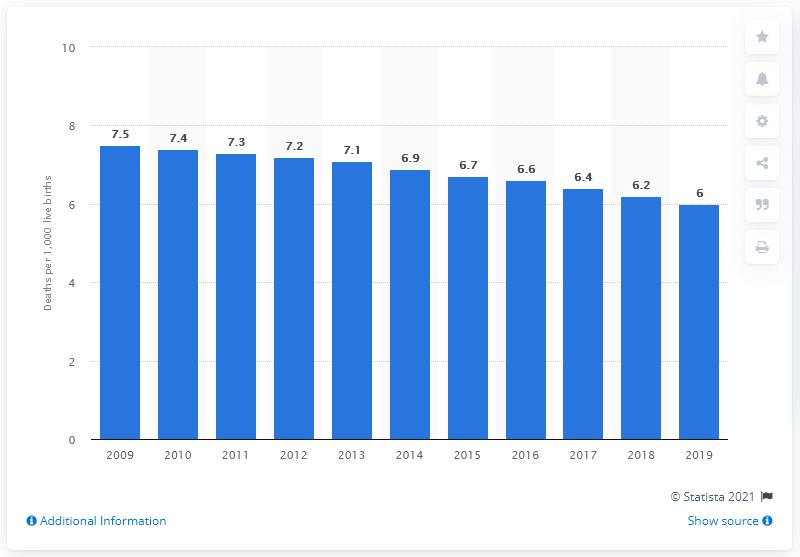 10
8
6
4
2
0
Deaths per 1,000 live births
7.5 7.4 7.3 7.2 7.1 6.9 6.7 6.6 6.4 6.2 6
2009 2010 2011 2012 2013 2014 2015 2016 2017 2018 2019
© Statista 2021
Additional Information Show source